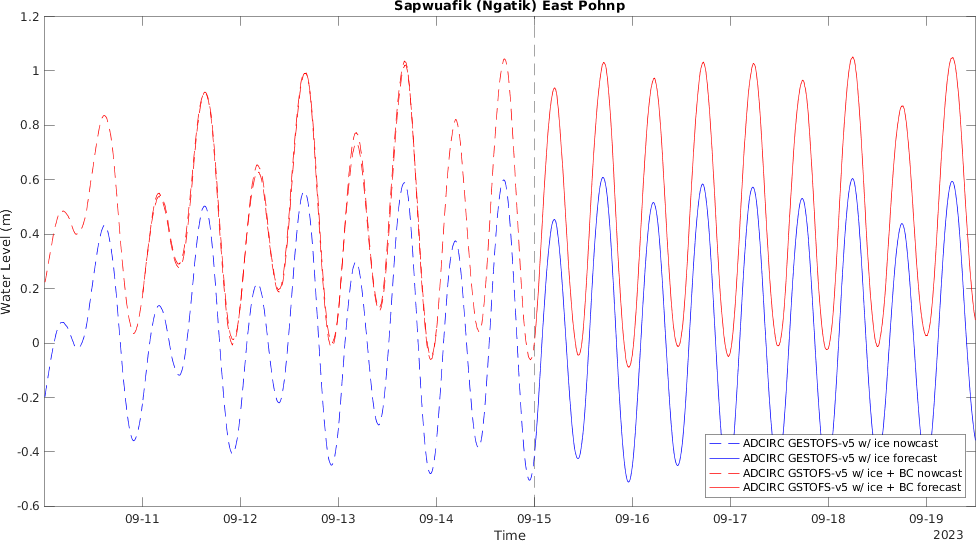 Sapwuafik (Ngatik) East Pohnp
Water Level (m)
1.2
1
0.8
0.6
0.4
0.2
0
-0.2
-0.4
-0.6
ADCIRC GESTOFS-v5 w/ ice nowcast
ADCIRC GESTOFS-v5 w/ ice forecast
ADCIRC GSTOFS-v5 w/ ice + BC nowcast
ADCIRC GSTOFS-v5 w/ ice + BC forecast
09-11 09-12 09-13 09-14 09-15 09-16 09-17 09-18 09-19
Time
2023